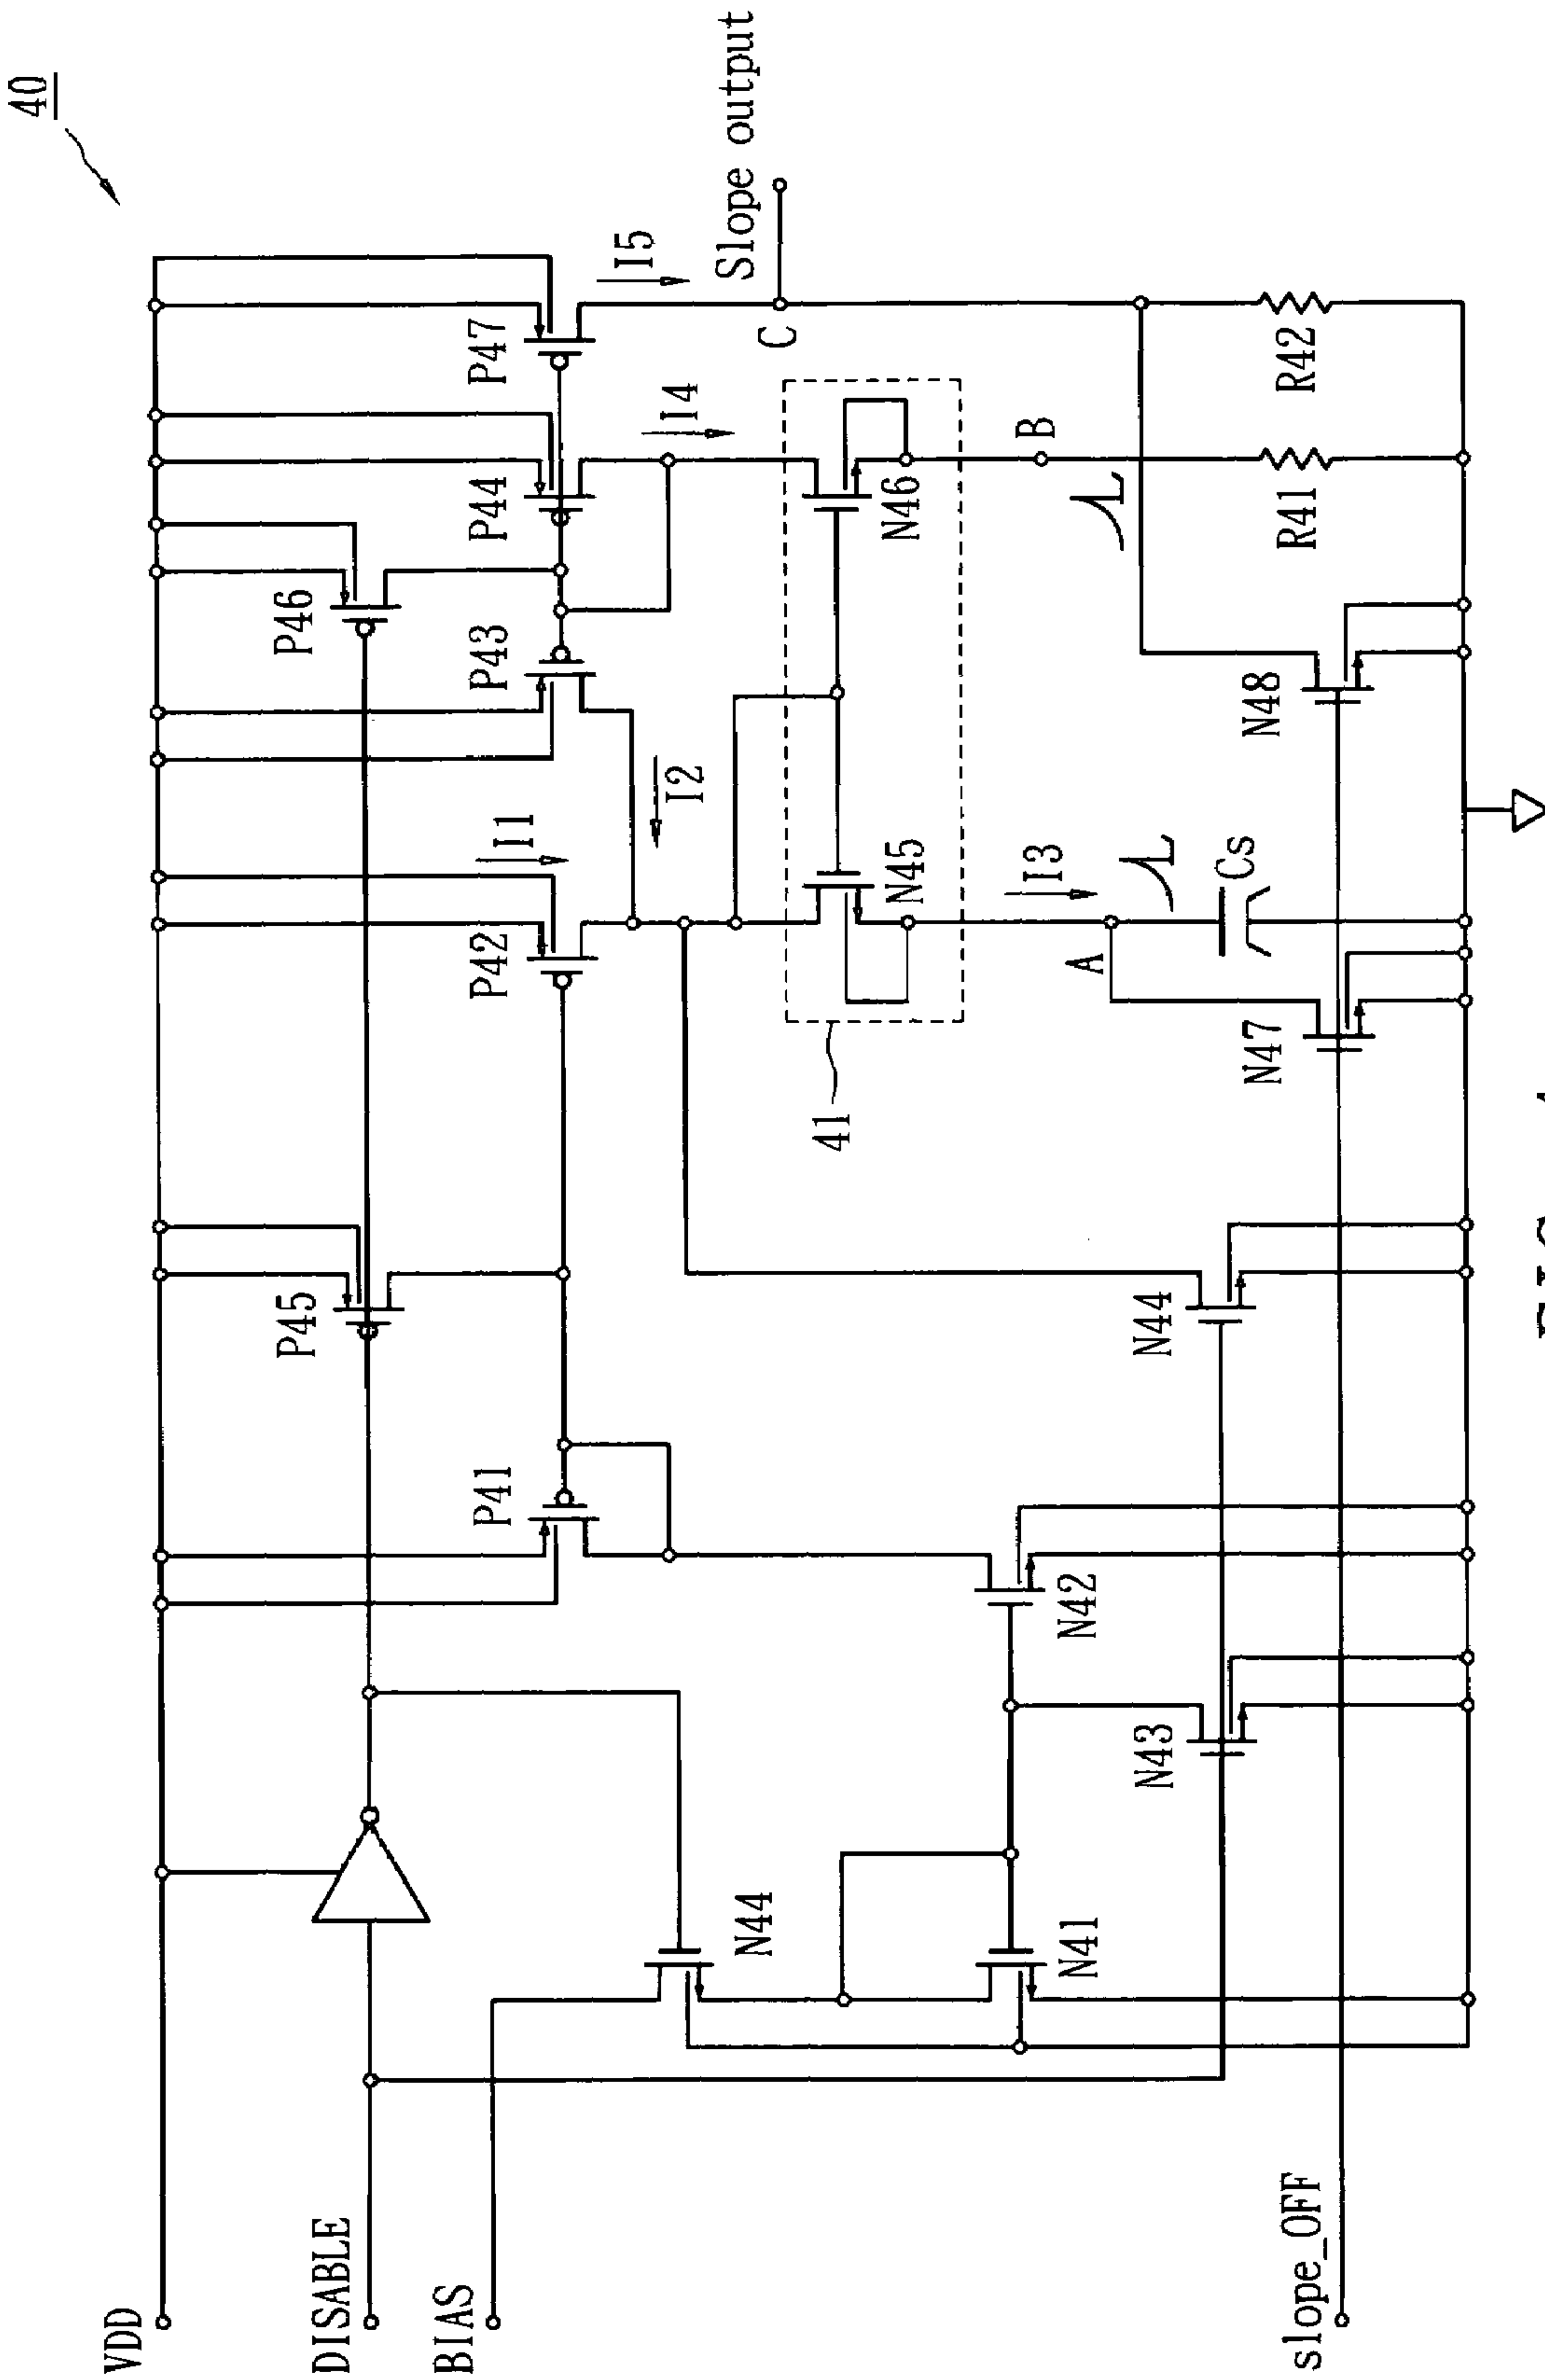 40
VDD
DISABLE
BIAS
slope_OFF
P45
P46
P41
P42
P43
P44
P47
I1
I2
I4
I5
C
Slope output
N44
N41
N42
N43
N44
41
N45
N46
I3
A
B
Cs
N47
N48
R41
R42